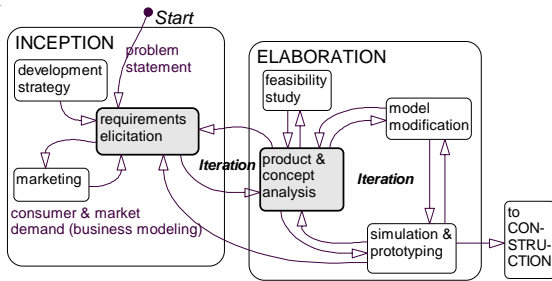 Start
INCEPTION
problem
statement
development
strategy
requirements
elicitation
marketing
consumer & market
demand (business modeling)
Iteration
ELABORATION
feasibility
study
model
modification
product &
concept
analysis
Iteration
simulation &
prototyping
to
CON-
STRU-
CTION